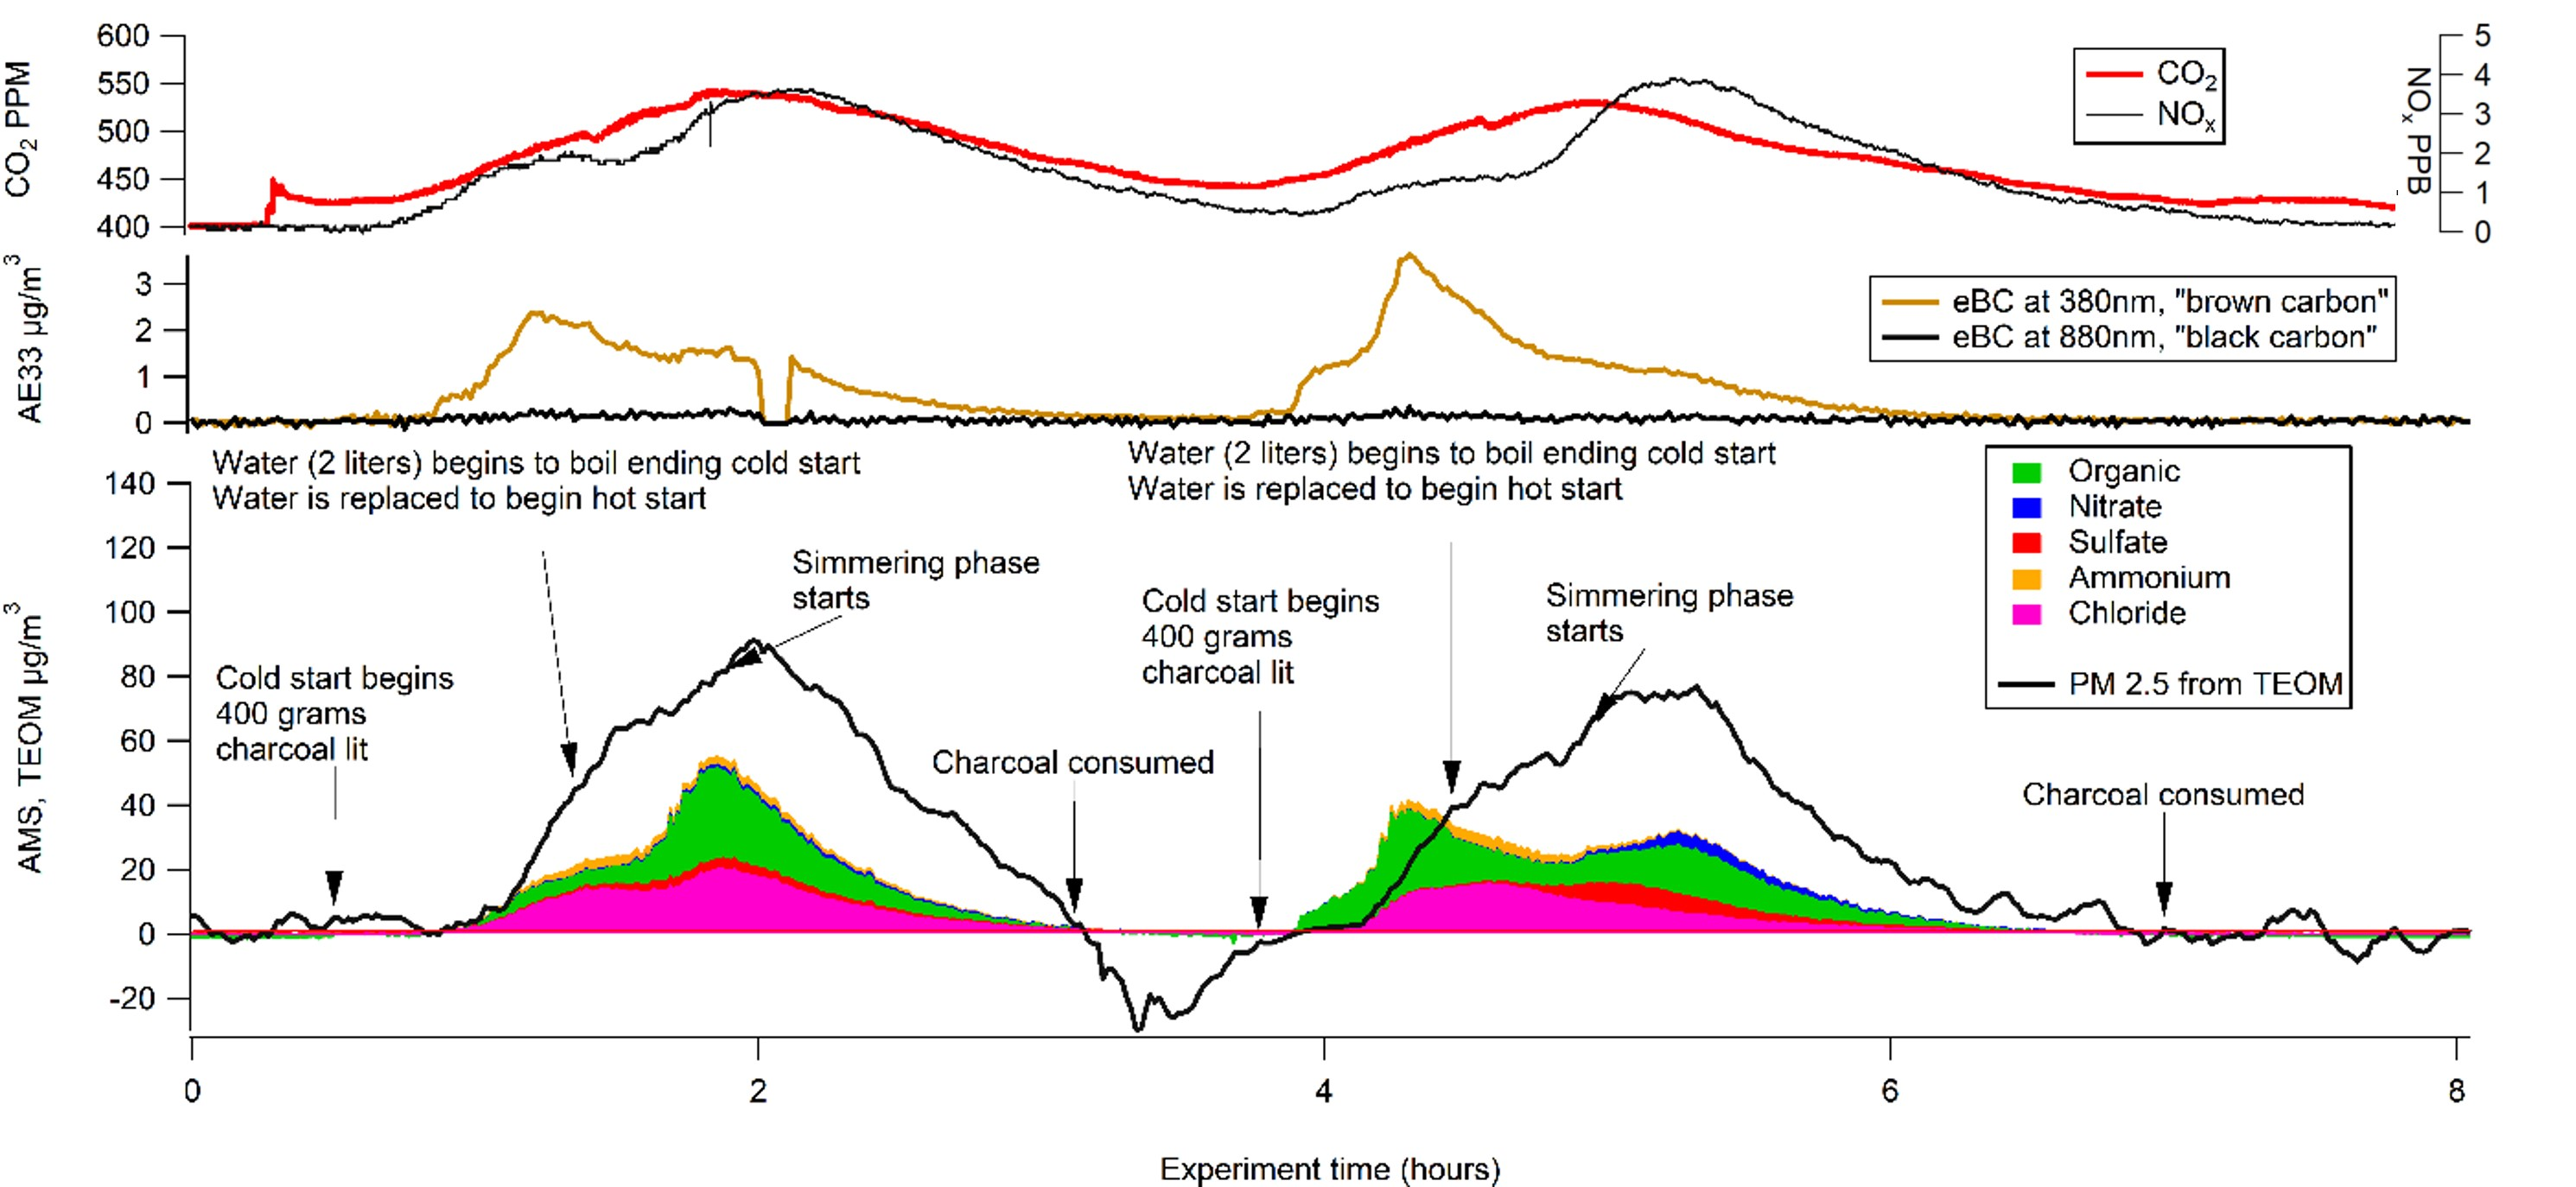 600
550
500
450
400
CO2 PPM
5
4
3
2
1
0
NOx PPB
CO2
NOx
3
2
1
0
AE33 µg/m3
eBC at 380nm, "brown carbon"
eBC at 880nm, "black carbon"
Water (2 liters) begins to boil ending cold start
Water is replaced to begin hot start
Water (2 liters) begins to boil ending cold start
Water is replaced to begin hot start
140
120
100
80
60
40
20
0
-20
AMS, TEOM µg/m3
Organic
Nitrate
Sulfate
Ammonium
Chloride
PM 2.5 from TEOM
Cold start begins
400 grams
charcoal lit
Simmering phase
starts
Charcoal consumed
Cold start begins
400 grams
charcoal lit
Simmering phase
starts
Charcoal consumed
0
2
4
6
8
Experiment time (hours)